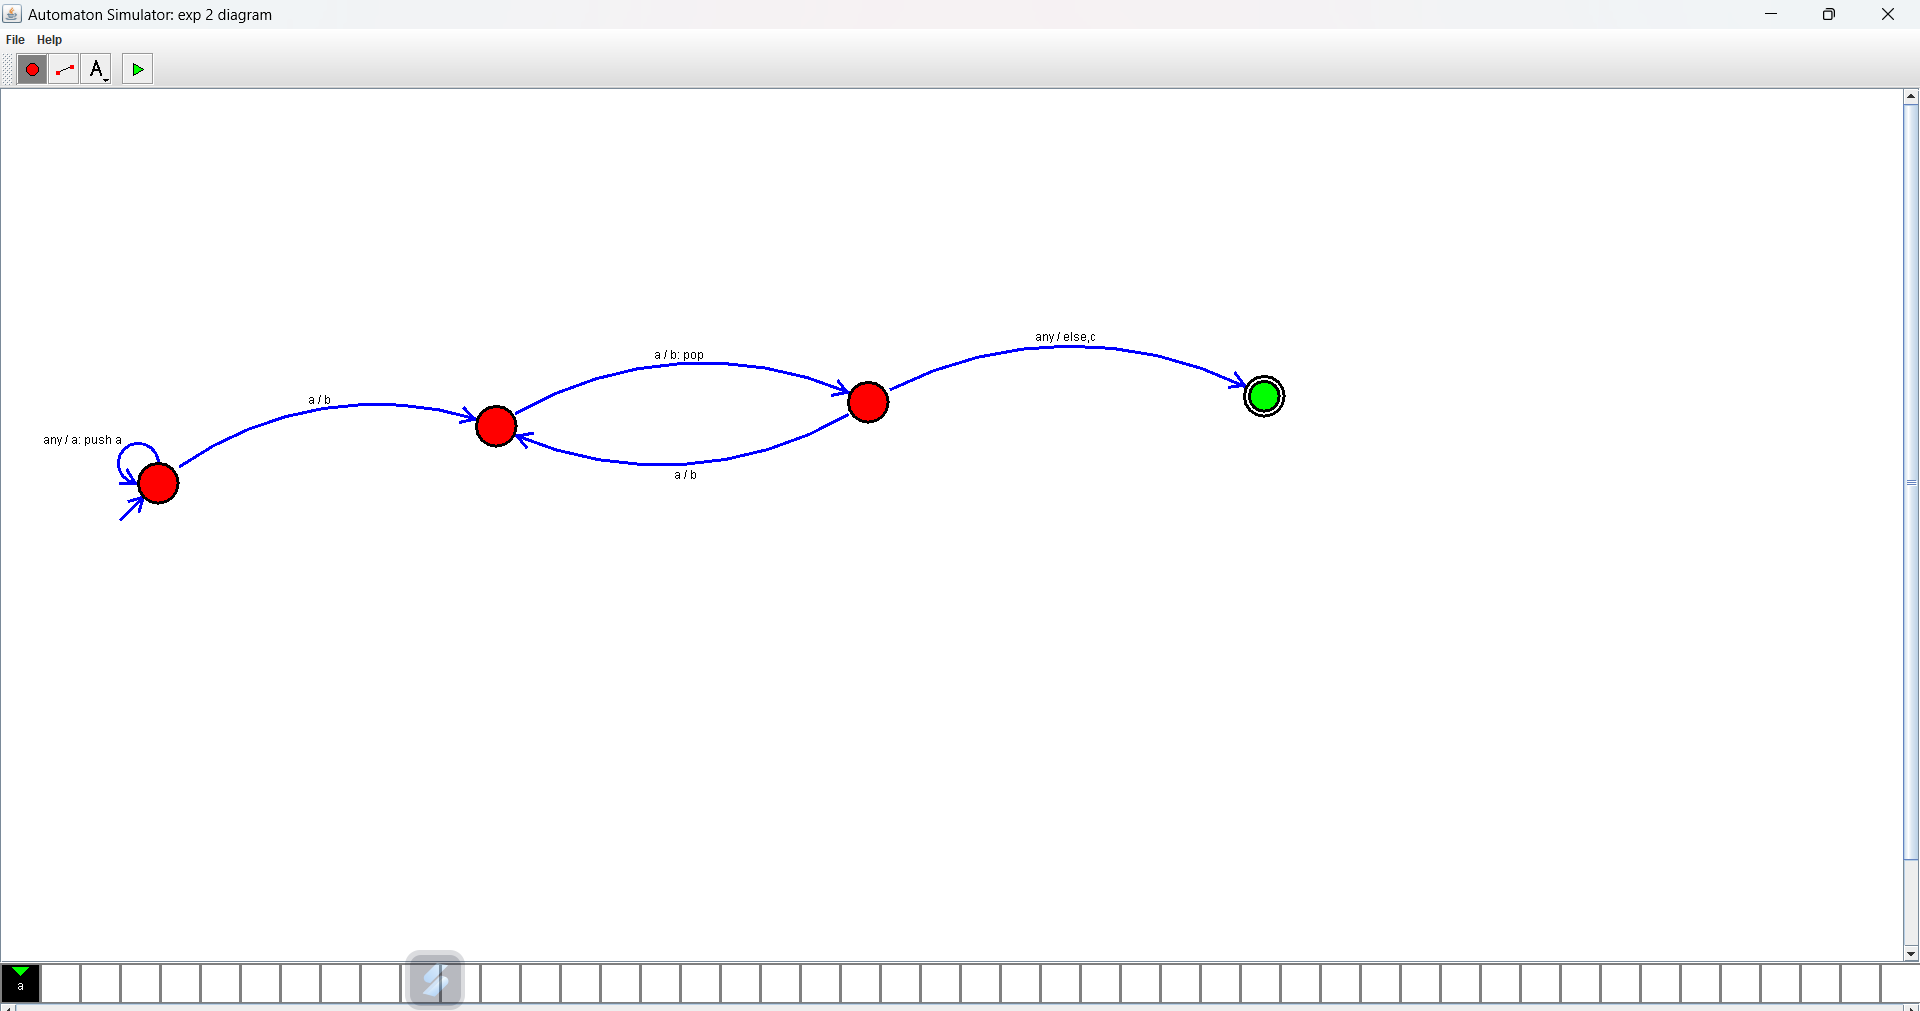 Automaton Simulator: exp 2 diagram
File Help
A
any / else,c
a / b: pop
a / b
any / a: push a
a / b
a